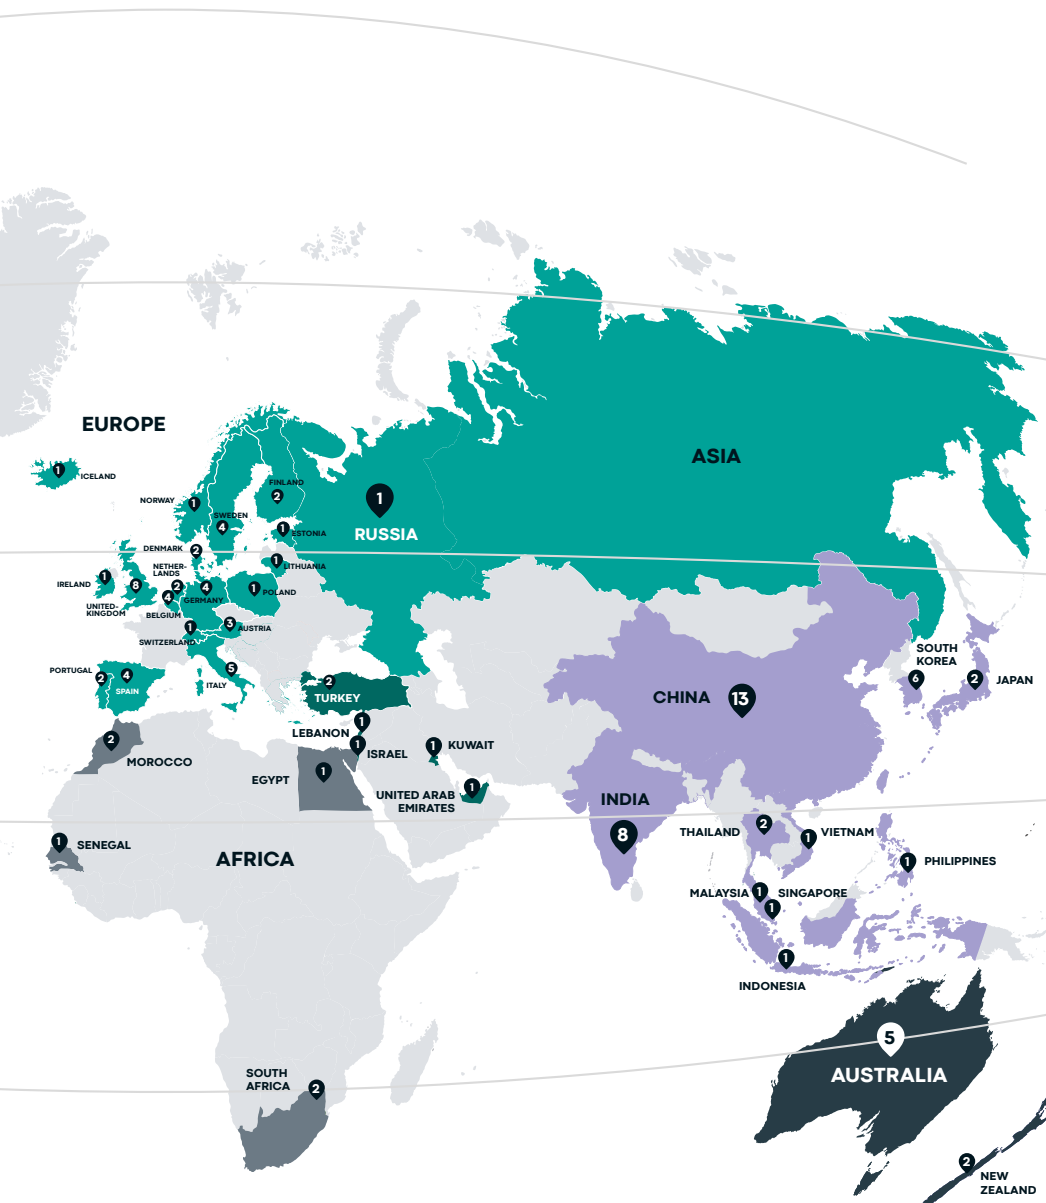 EUROPE
ASIA
1
ICELAND
FINLAND
2
NORWAY
1
1
RUSSIA
SWEDEN
4
1
ESTONIA
DENMARK
2
NETHER-
LANDS
2
1
LITHUANIA
IRELAND
1
8
UNITED-
KINGDOM
4
BELGIUM
4
GERMANY
1
POLAND
1
SWITZERLAND
3
AUSTRIA
PORTUGAL
2
4
SPAIN
5
ITALY
2
TURKEY
SOUTH
KOREA
6
2
JAPAN
CHINA
13
1
LEBANON
1
ISRAEL
1
KUWAIT
2
MOROCCO
EGYPT
1
UNITED ARAB
EMIRATES
1
INDIA
8
THAILAND
2
1
VIETNAM
1
SENEGAL
AFRICA
1
PHILIPPINES
MALAYSIA
1
SINGAPORE
1
1
INDONESIA
5
AUSTRALIA
SOUTH
AFRICA
2
2
NEW
ZEALAND